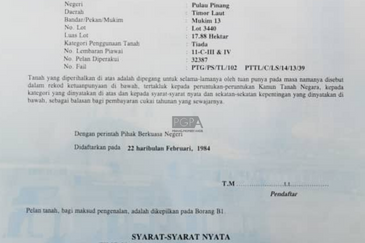 Negeri Pulau Pinang
Daerah Timor Laut
Bandar/Pekan/Mukim Mukim 13
No. Lot Lot 3440
Luas Lot 17.88 Hektar
Kategori Penggunaan Tanah Tiada
No. Lembaran Piawai 11-C-III & IV
No. Pelan Diperakui 32387
No. Fail PTG/PS/TL/102 PTTL/C/LS/14/13/39
Tanah yang diperihalkan di atas adalah dipegang untuk selama-lamanya oleh tuan punya pada masa namanya disebut
dalam rekod ketuanpunyaan di bawah, tertakluk kepada peruntukan-peruntukan Kanun Tanah Negara, kepada
kategori yang dinyatakan di atas dan kepada syarat-syarat nyata dan sekatan-sekatan kepentingan yang dinyatakan di
bawah, sebagai balasan bagi pembayaran cukai tahunan yang sewajarnya.
PGPA
Dengan perintah Pihak Berkuasa Negeri
Didaftarkan pada 22 haribulan Februari, 1984
T.M
Pendaftar
Pelan tanah, bagi maksud pengenalan, adalah dikepilkan pada Borang B1.
SYARAT-SYARAT NYATA